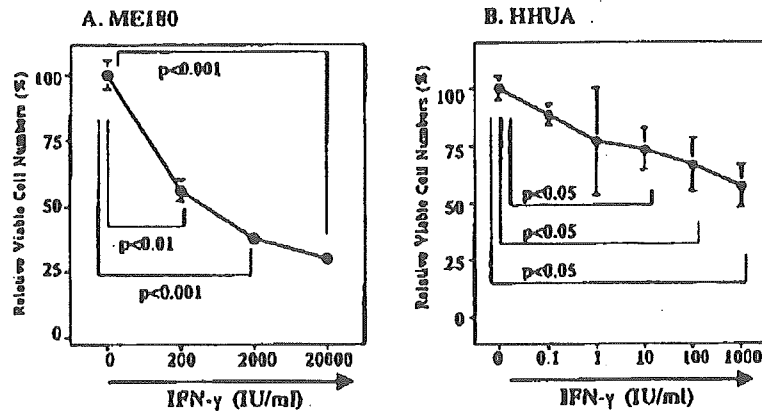 A. ME180
Relative Viable Cell Numbers (%)
100
75
50
25
0
p<0.001
p<0.01
p<0.001
0 200 2000 20000
IFN-γ (IU/ml)
B. HHUA
Relative Viable Cell Numbers (%)
100
75
50
25
0
p<0.05
p<0.05
p<0.05
0 0.1 1 10 100 1000
IFN-γ (IU/ml)